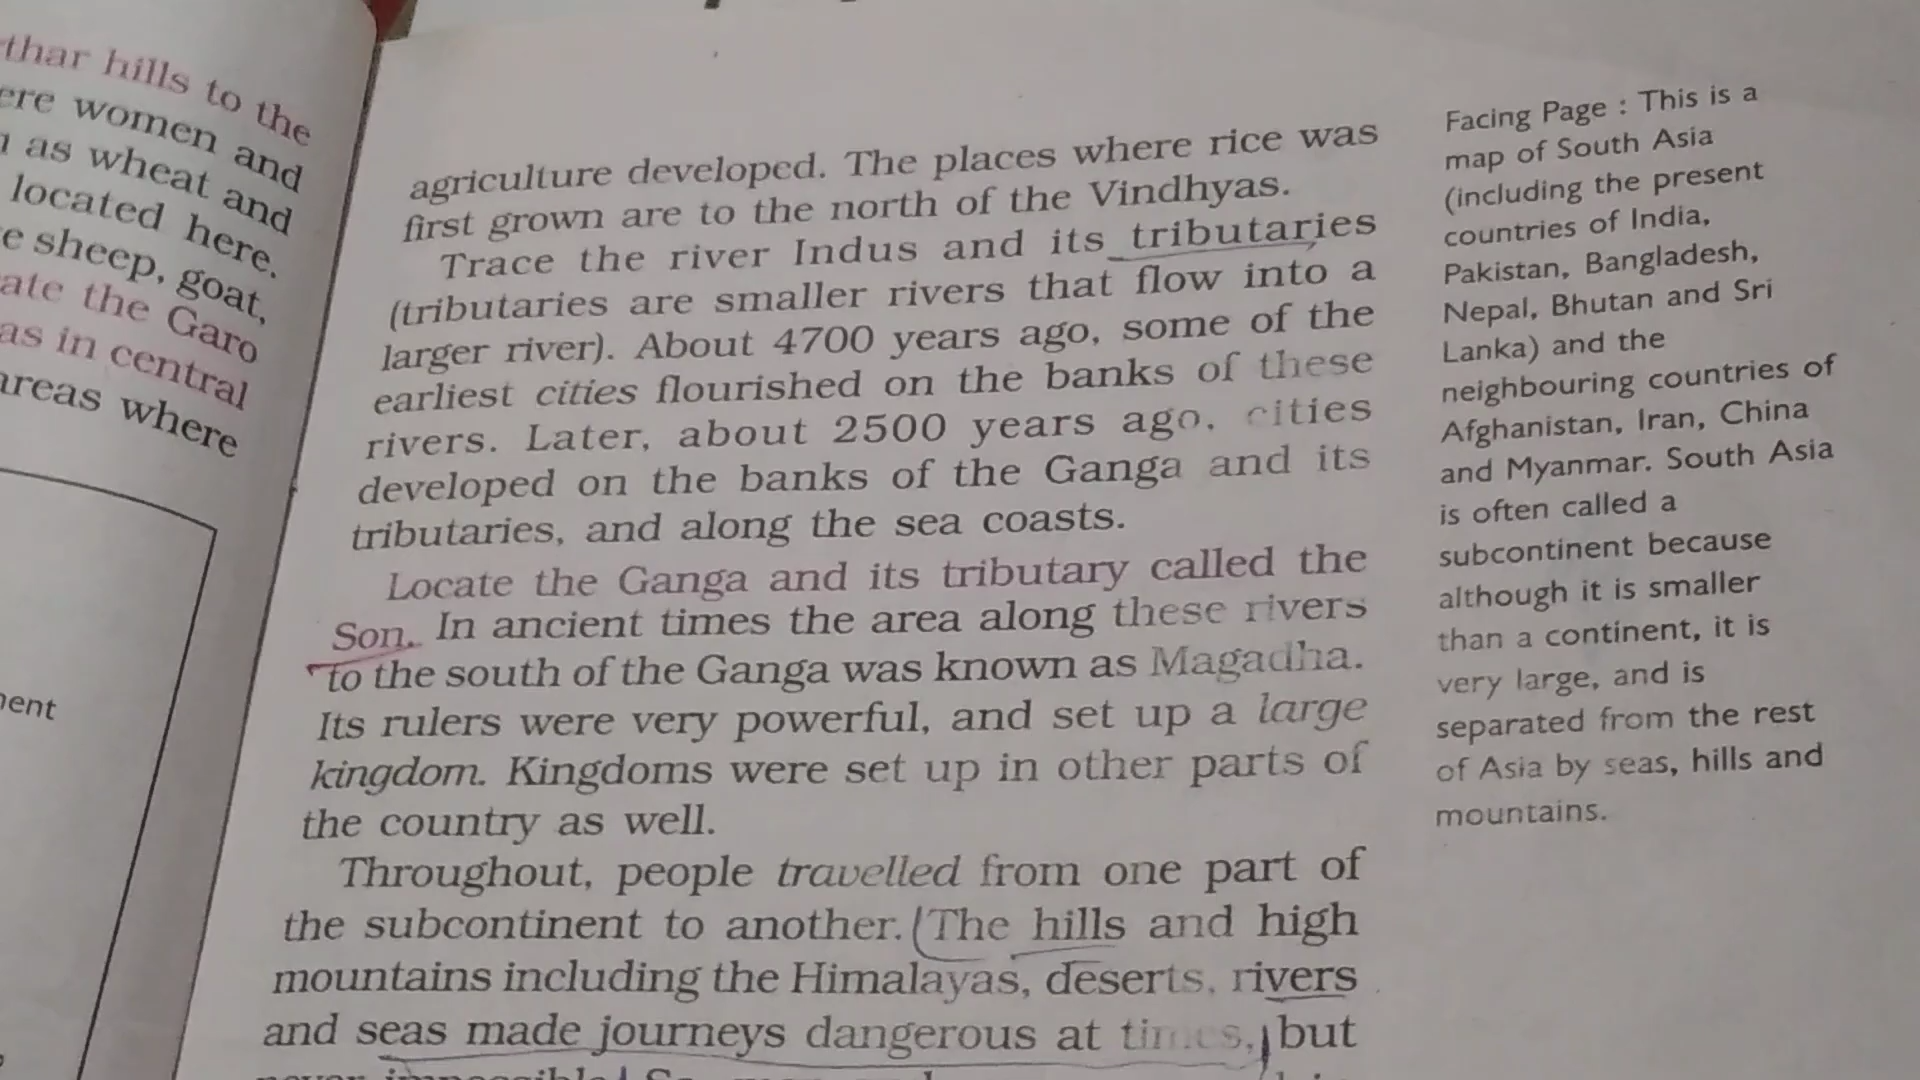 thar hills to the
ere women and
as wheat and
located here.
e sheep, goat,
ate the Garo
as in central
areas where
ent
agriculture developed. The places where rice was
first grown are to the north of the Vindhyas.
Trace the river Indus and its tributaries
(tributaries are smaller rivers that flow into a
larger river). About 4700 years ago, some of the
earliest cities flourished on the banks of these
rivers. Later, about 2500 years ago, cities
developed on the banks of the Ganga and its
tributaries, and along the sea coasts.
Locate the Ganga and its tributary called the
Son. In ancient times the area along these rivers
to the south of the Ganga was known as Magadha.
Its rulers were very powerful, and set up a large
kingdom. Kingdoms were set up in other parts of
the country as well.
Throughout, people travelled from one part of
the subcontinent to another. (The hills and high
mountains including the Himalayas, deserts, rivers
and seas made journeys dangerous at times, but
Facing Page : This is a
map of South Asia
(including the present
countries of India,
Pakistan, Bangladesh,
Nepal, Bhutan and Sri
Lanka) and the
neighbouring countries of
Afghanistan, Iran, China
and Myanmar. South Asia
is often called a
subcontinent because
although it is smaller
than a continent, it is
very large, and is
separated from the rest
of Asia by seas, hills and
mountains.